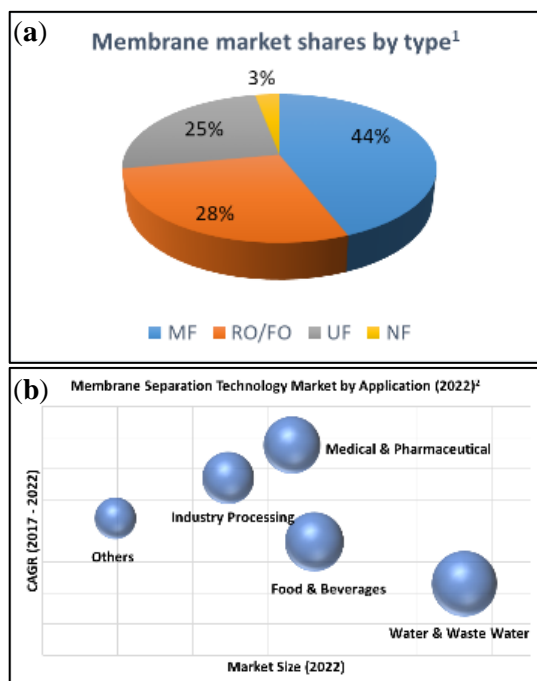 (a)
Membrane market shares by type¹
3%
25%
44%
28%
MF RO/FO UF NF
(b)
Membrane Separation Technology Market by Application (2022)²
CAGR (2017 - 2022)
Medical & Pharmaceutical
Industry Processing
Others
Food & Beverages
Water & Waste Water
Market Size (2022)